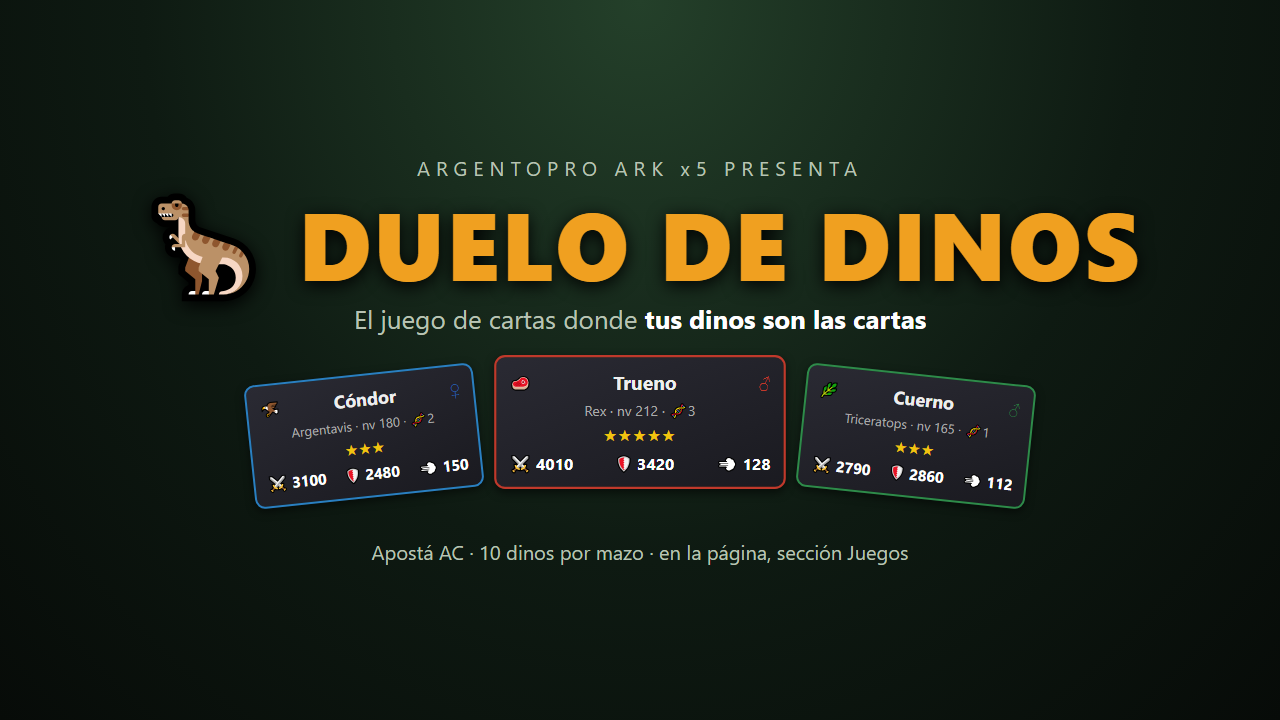 ARGENTOPRO ARK x5 PRESENTA
DUELO DE DINOS
El juego de cartas donde tus dinos son las cartas
Cóndor
♀
Argentavis · nv 180 · 2
★★★
3100 2480 150
Trueno
♂
Rex · nv 212 · 3
★★★★★
4010 3420 128
Cuerno
♂
Triceratops · nv 165 · 1
★★★
2790 2860 112
Apostá AC · 10 dinos por mazo · en la página, sección Juegos